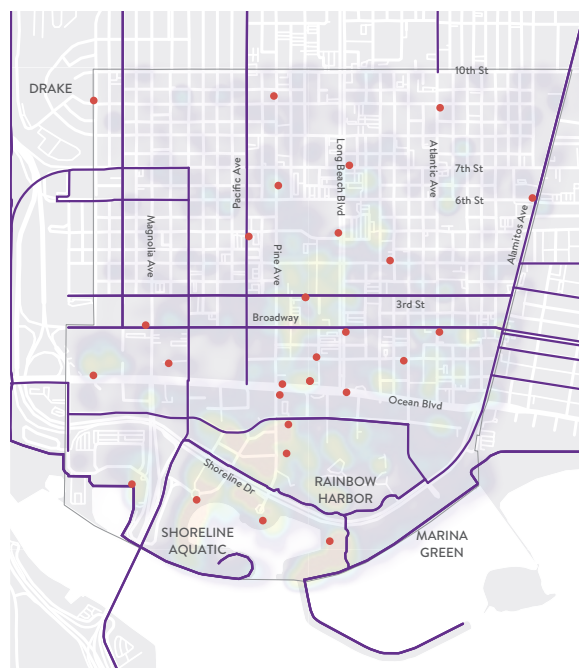 10th St
DRAKE
Long Beach Blvd
Atlantic Ave
Pacific Ave
7th St
6th St
Alamitos Ave
Magnolia Ave
Pine Ave
3rd St
Broadway
Ocean Blvd
Shoreline Dr
RAINBOW
HARBOR
SHORELINE
AQUATIC
MARINA
GREEN